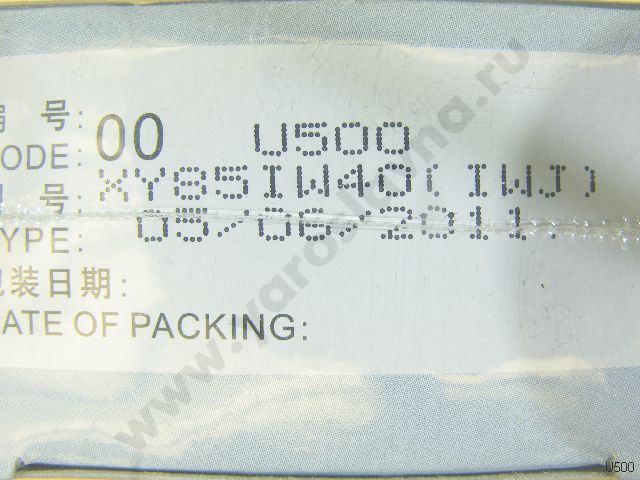 号: 00 U500
ODE: XY85IW40(IWJ)
号:
YPE: 05/06/2011.
装日期:
ATE OF PACKING:
www.yaroslavna.ru
U500